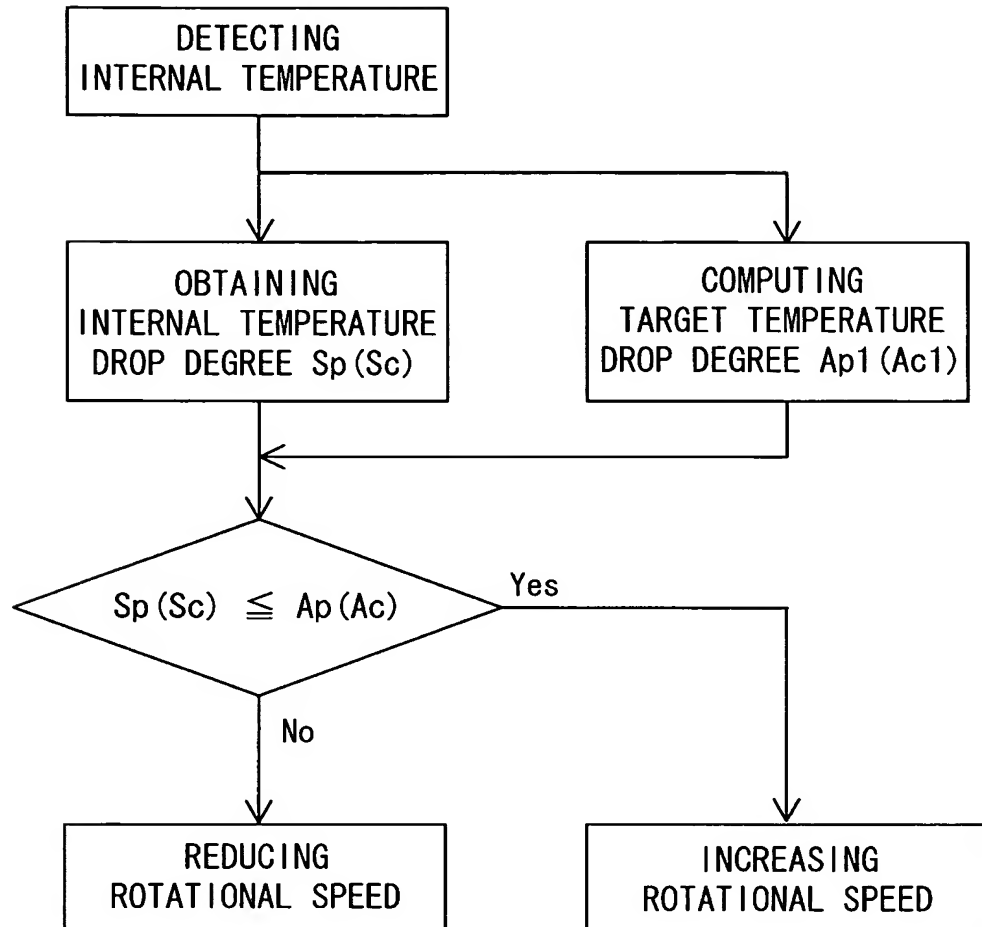 DETECTING
INTERNAL TEMPERATURE
OBTAINING
INTERNAL TEMPERATURE
DROP DEGREE Sp(Sc)
COMPUTING
TARGET TEMPERATURE
DROP DEGREE Ap1(Ac1)
Sp(Sc) ≦ Ap(Ac)
Yes
No
REDUCING
ROTATIONAL SPEED
INCREASING
ROTATIONAL SPEED